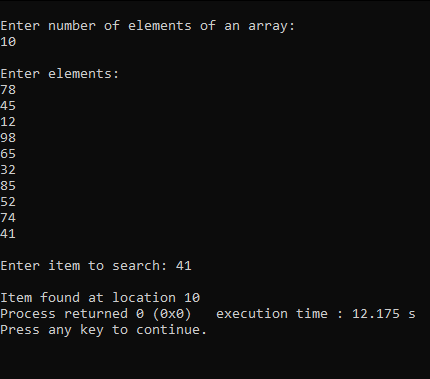 Enter number of elements of an array:
10
Enter elements:
78
45
12
98
65
32
85
52
74
41
Enter item to search: 41
Item found at location 10
Process returned 0 (0x0)   execution time : 12.175 s
Press any key to continue.